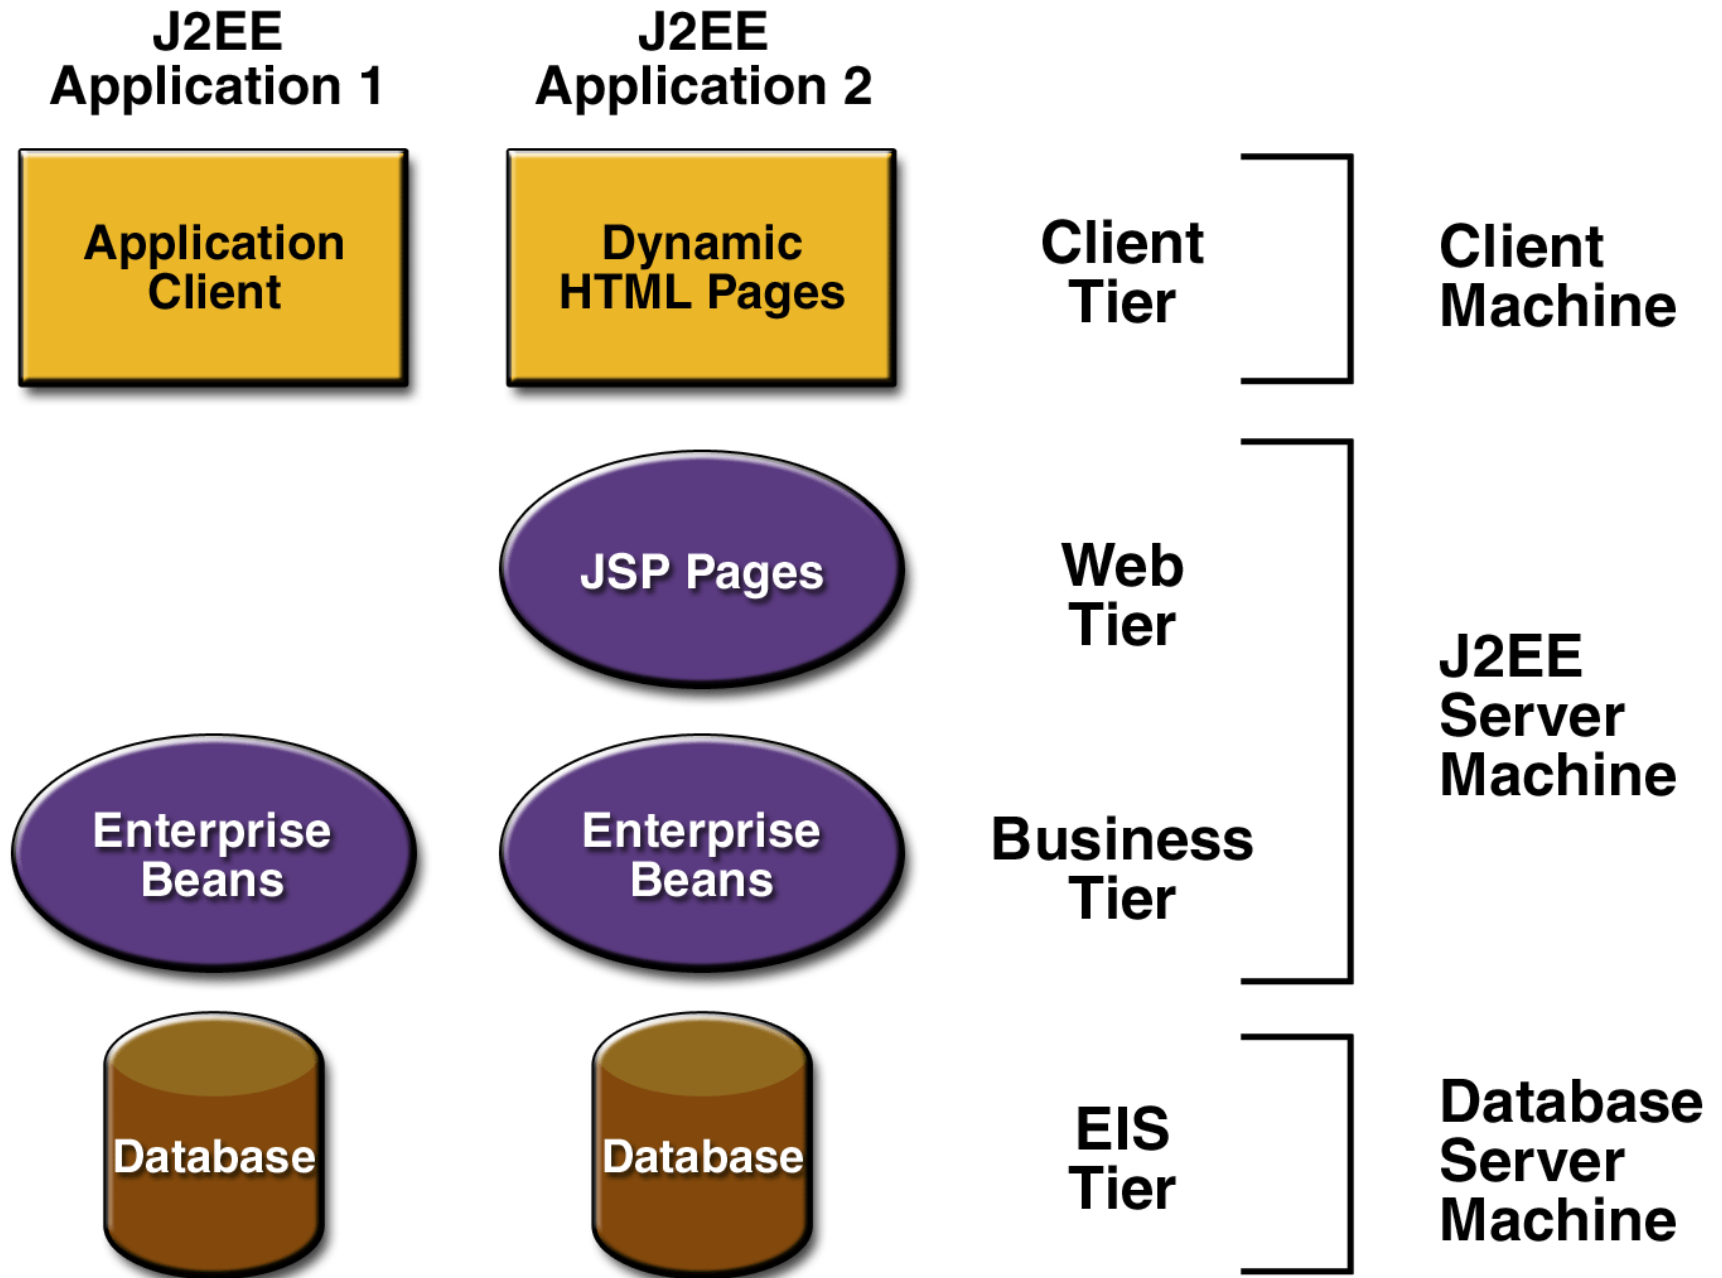 J2EE
Application 1
J2EE
Application 2
Application
Client
Dynamic
HTML Pages
Client
Tier
Client
Machine
JSP Pages
Web
Tier
J2EE
Server
Machine
Enterprise
Beans
Enterprise
Beans
Business
Tier
Database
Database
EIS
Tier
Database
Server
Machine